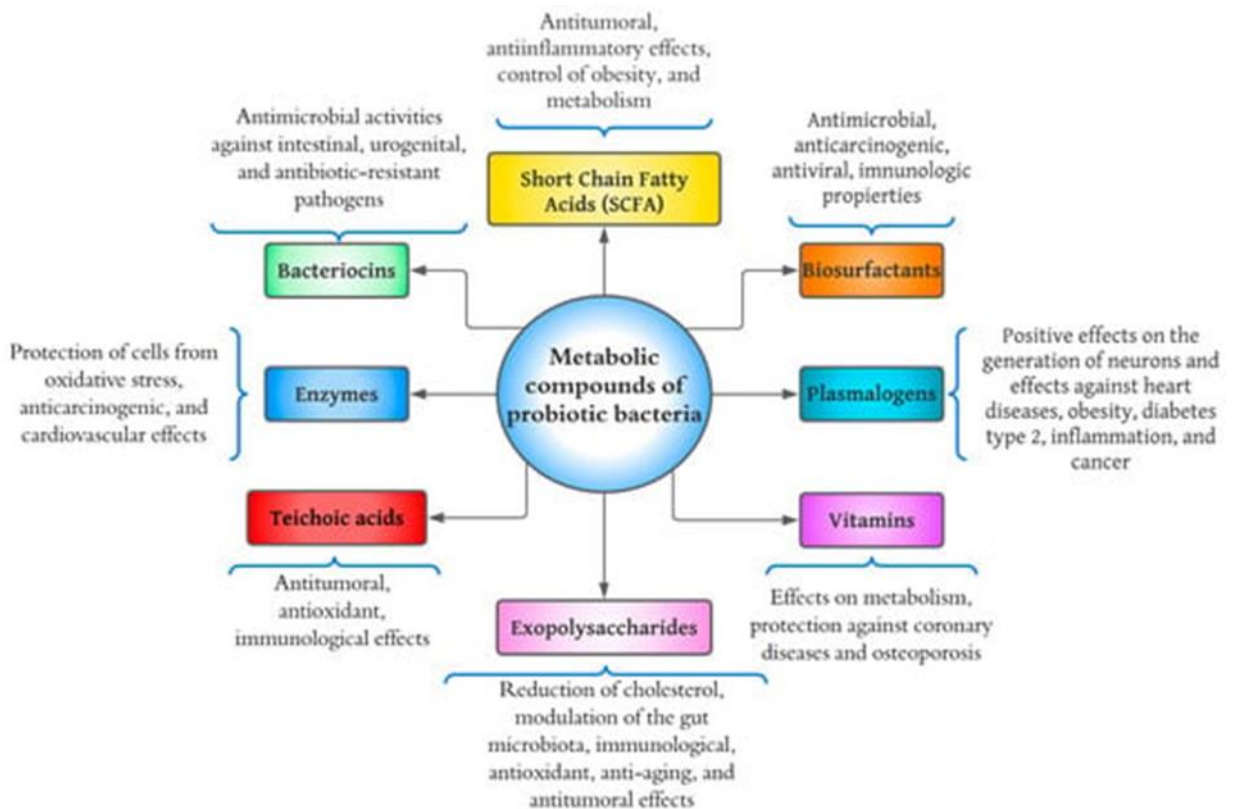 Antitumoral,
antiinflammatory effects,
control of obesity, and
metabolism
Short Chain Fatty
Acids (SCFA)
Antimicrobial activities
against intestinal, urogenital,
and antibiotic-resistant
pathogens
Bacteriocins
Antimicrobial,
anticarcinogenic,
antiviral, imnunologic
propierties
Biosurfactants
Protection of cells from
oxidative stress,
anticarcinogenic, and
cardiovascular effects
Enzymes
Metabolic
compounds of
probiotic bacteria
Plasmalogens
Positive effects on the
generation of neurons and
effects against heart
diseases, obesity, diabetes
type 2, inflammation, and
cancer
Teichoic acids
Antitumoral,
antioxidant,
immunological effects
Vitamins
Effects on metabolism,
protection against coronary
diseases and osteoporosis
Exopolysaccharides
Reduction of cholesterol,
modulation of the gut
microbiota, immunological,
antioxidant, anti-aging, and
antitumoral effects